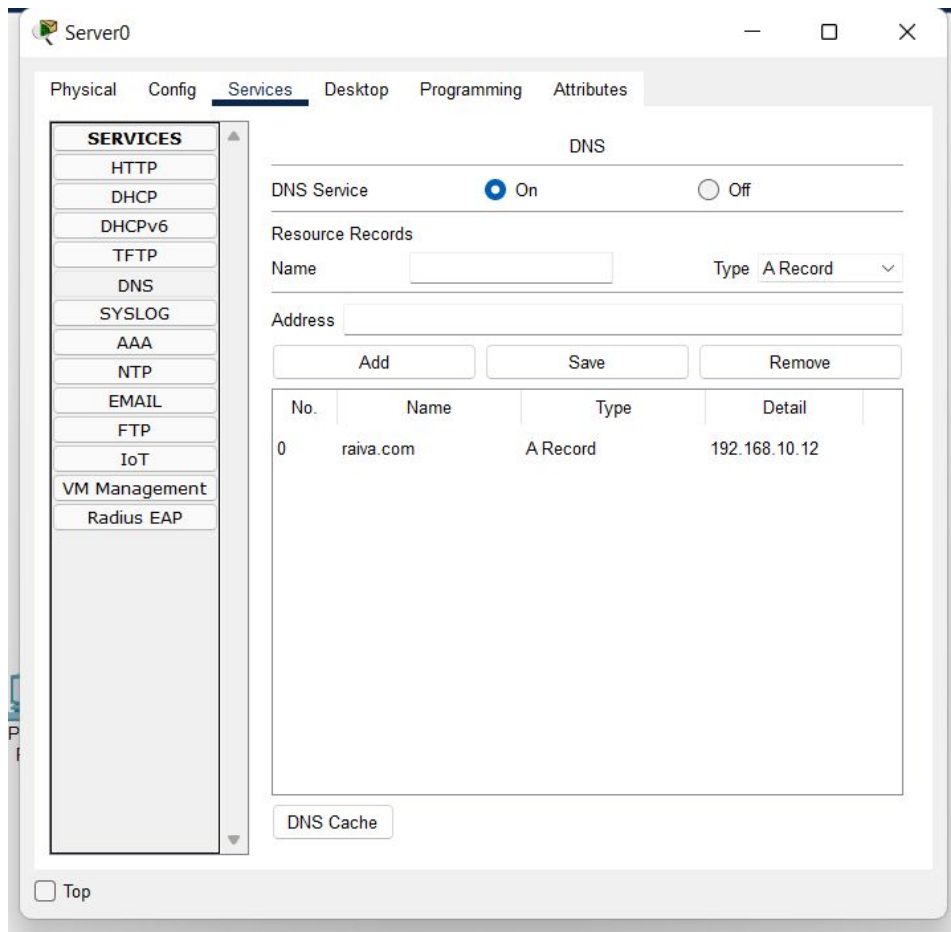 Server0
Physical Config Services Desktop Programming Attributes
SERVICES
HTTP
DHCP
DHCPv6
TFTP
DNS
SYSLOG
AAA
NTP
EMAIL
FTP
IoT
VM Management
Radius EAP
DNS
DNS Service On Off
Resource Records
Name Type A Record
Address
Add Save Remove
No. Name Type Detail
0 raiva.com A Record 192.168.10.12
DNS Cache
Top